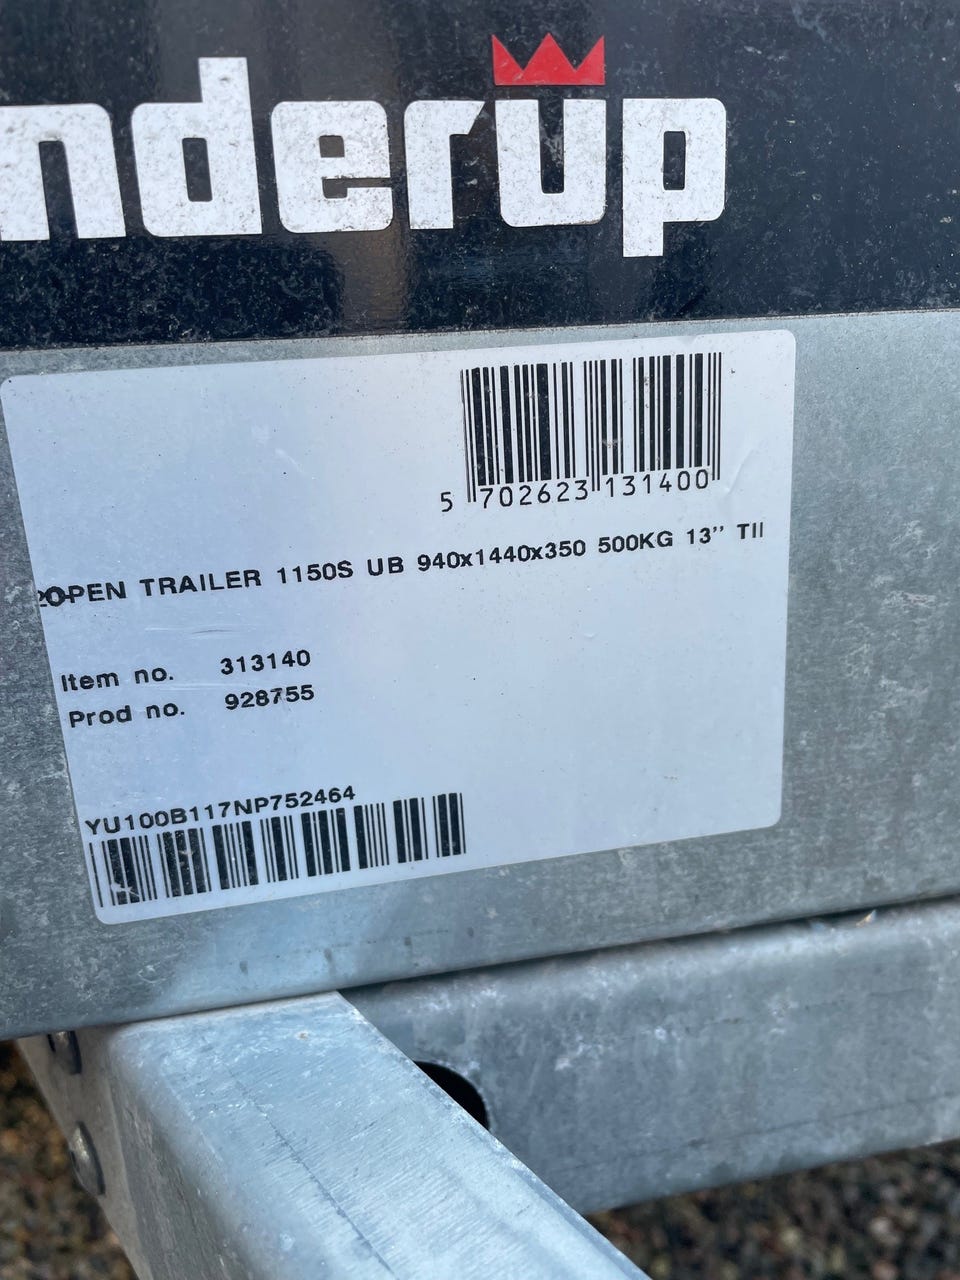 nderup
5 702623 131400
OPEN TRAILER 1150S UB 940x1440x350 500KG 13" TII
Item no. 313140
Prod no. 928755
YU100B117NP752464